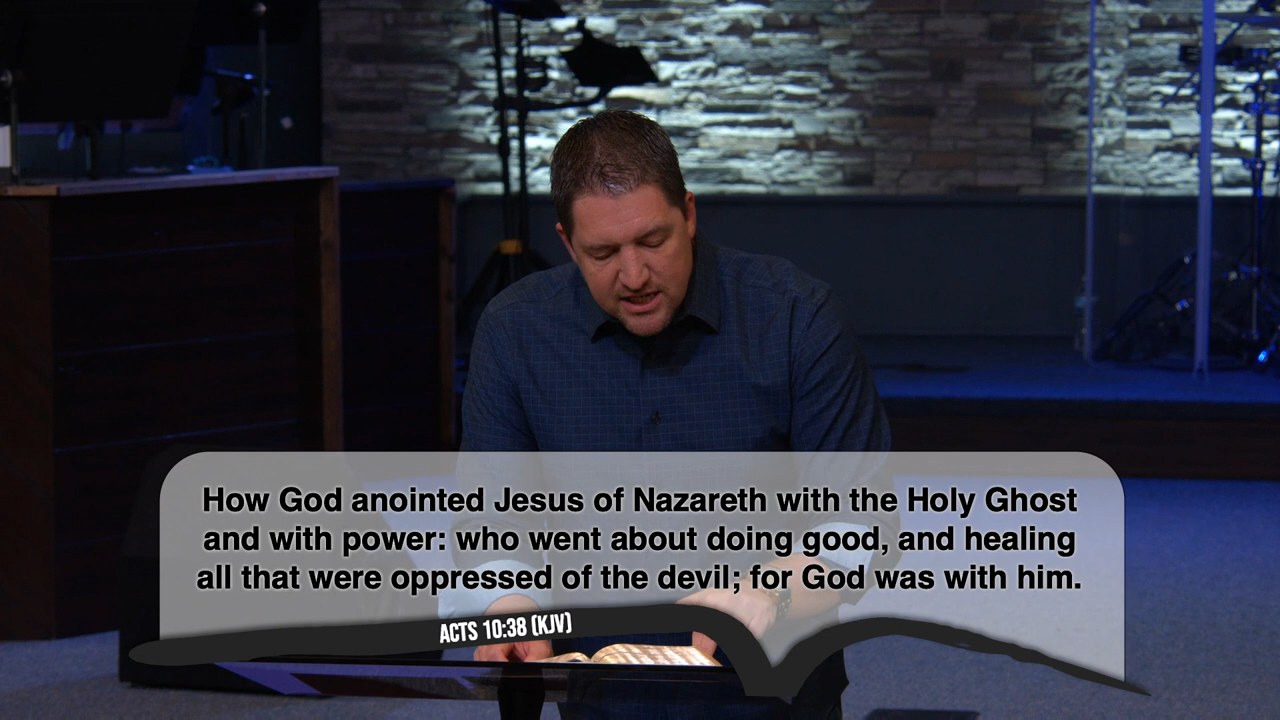 How God anointed Jesus of Nazareth with the Holy Ghost
and with power: who went about doing good, and healing
all that were oppressed of the devil; for God was with him.
ACTS 10:38 (KJV)